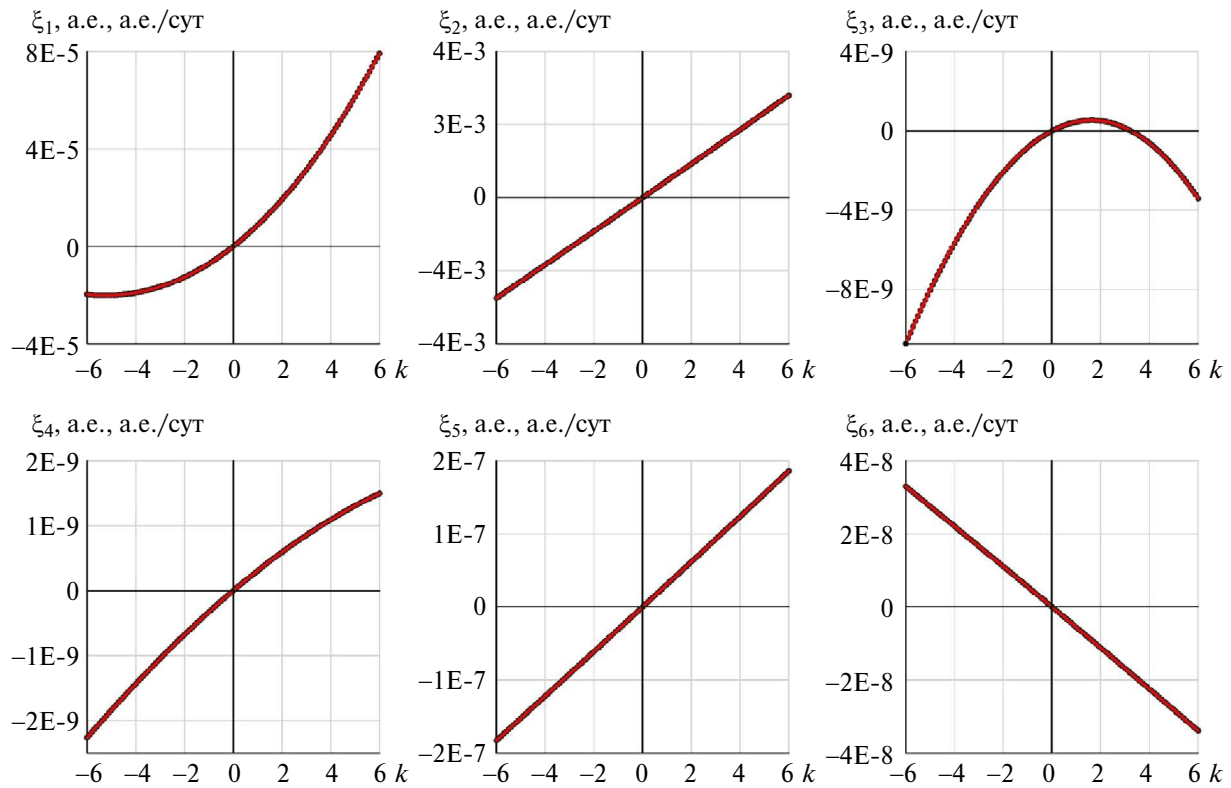 ξ1, а.е., а.е./сут
8E-5
4E-5
0
–4E-5
–6 –4 –2 0 2 4 6 k
ξ2, а.е., а.е./сут
4E-3
3E-3
0
–4E-3
–4E-3
–6 –4 –2 0 2 4 6 k
ξ3, а.е., а.е./сут
4E-9
0
–4E-9
–8E-9
–6 –4 –2 0 2 4 6 k
ξ4, а.е., а.е./сут
2E-9
1E-9
0
–1E-9
–2E-9
–6 –4 –2 0 2 4 6 k
ξ5, а.е., а.е./сут
2E-7
1E-7
0
–1E-7
–2E-7
–6 –4 –2 0 2 4 6 k
ξ6, а.е., а.е./сут
4E-8
2E-8
0
–2E-8
–4E-8
–6 –4 –2 0 2 4 6 k